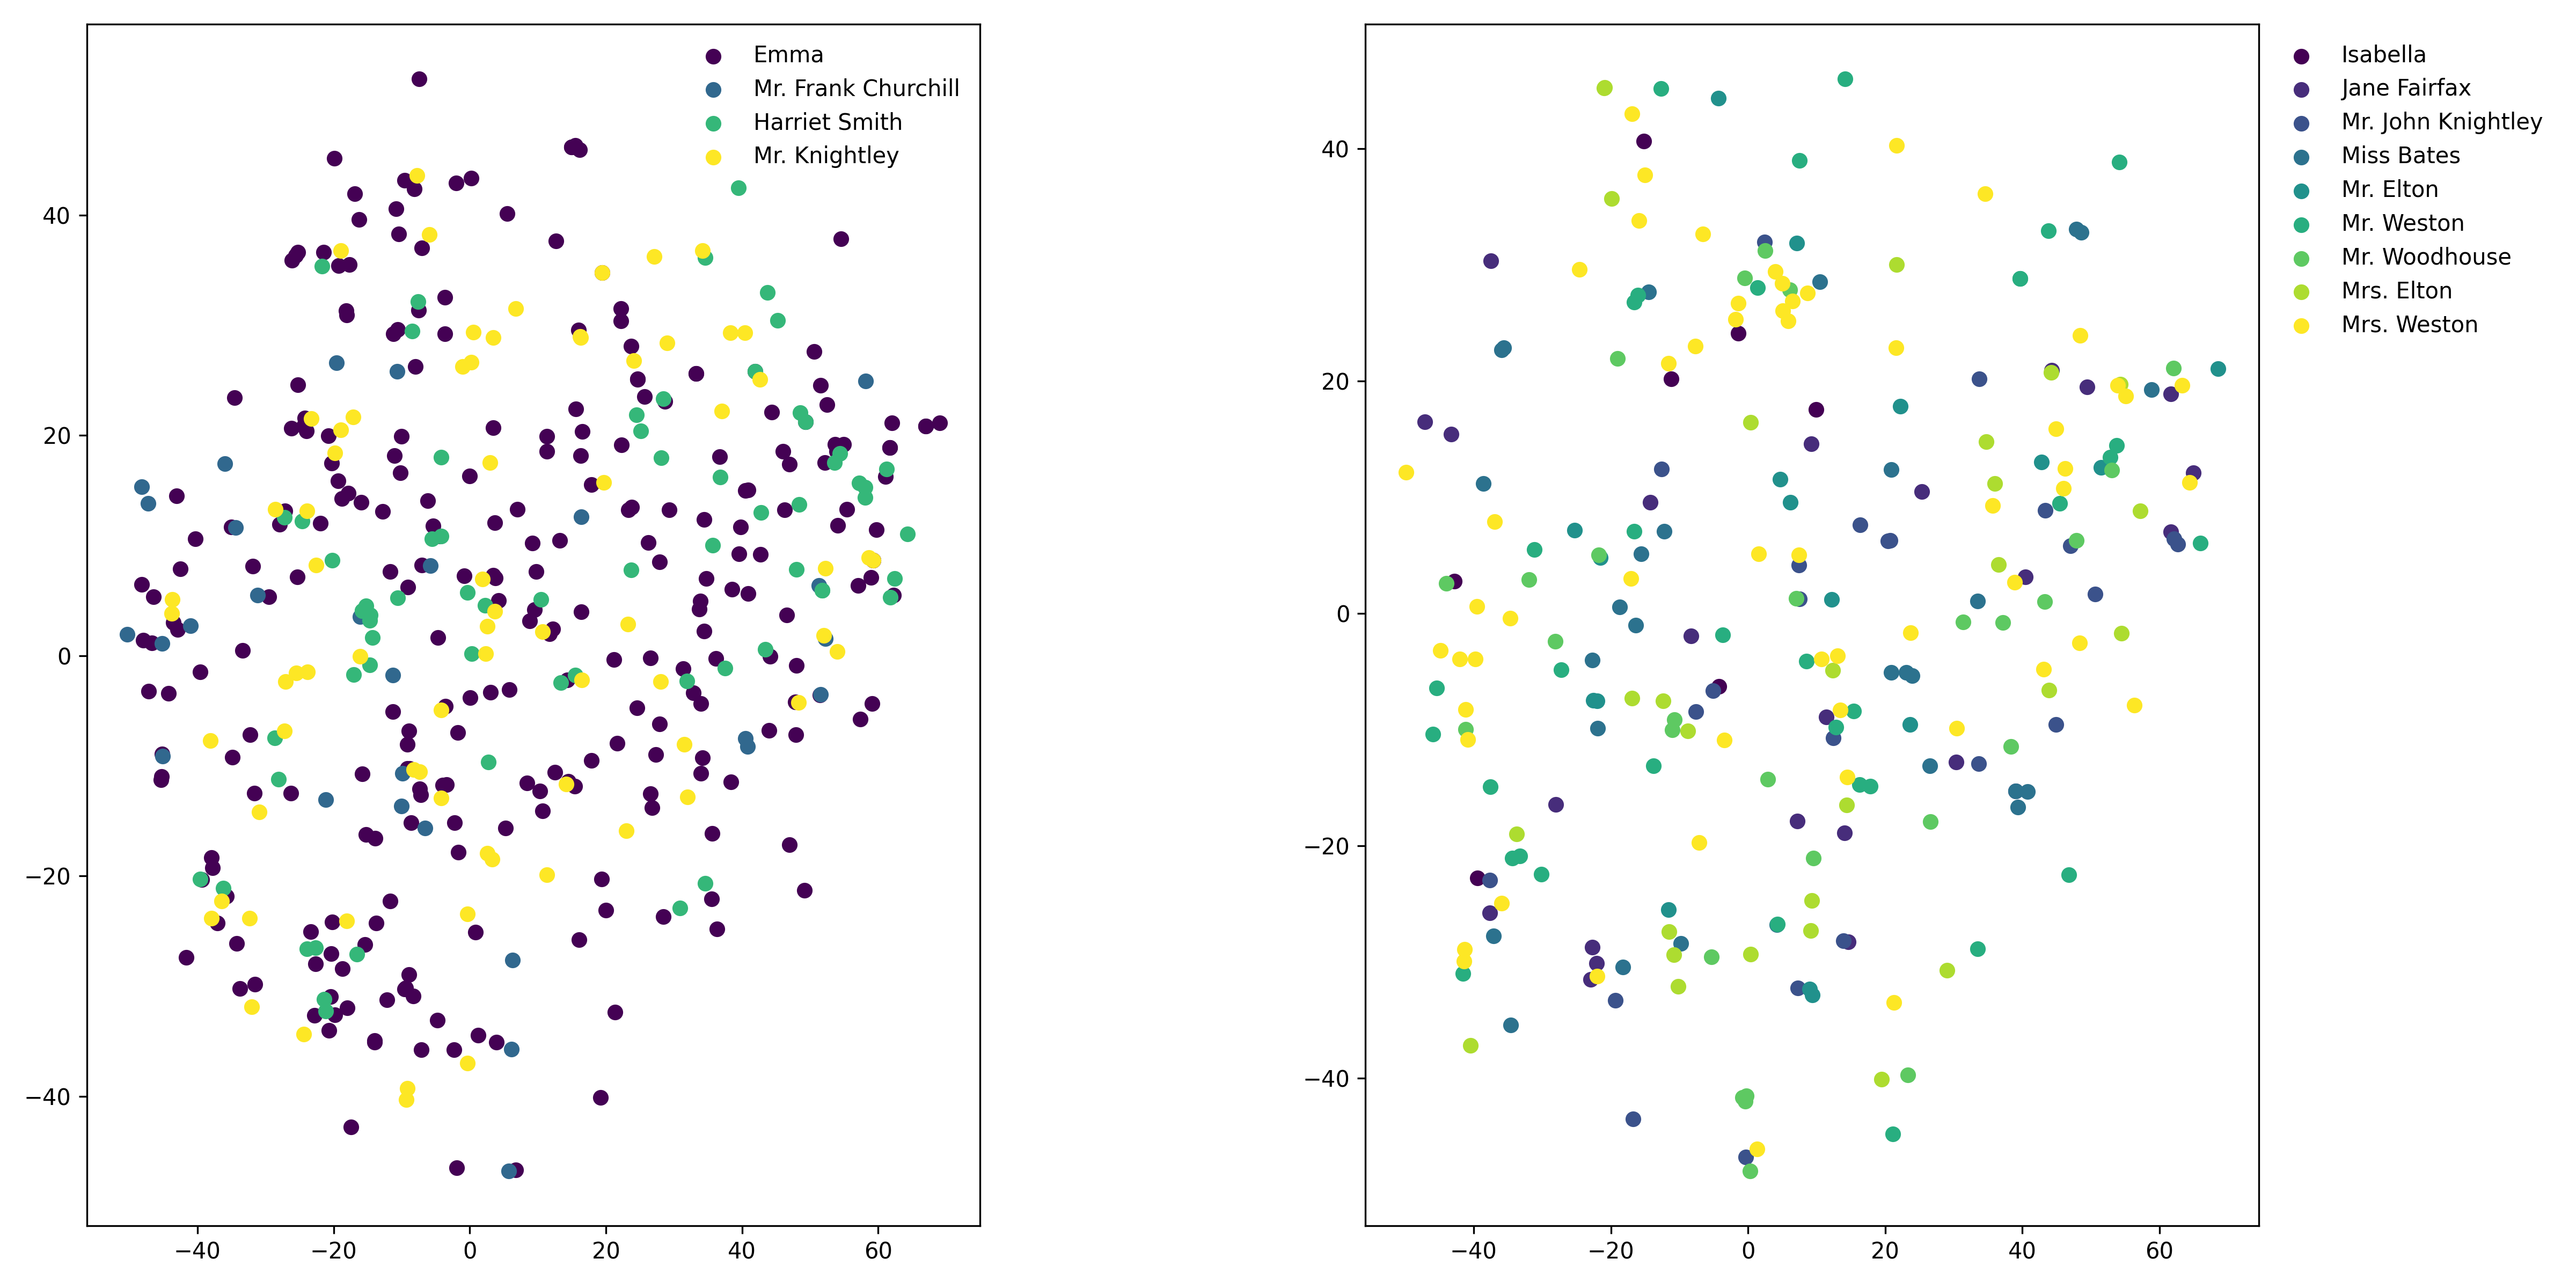 Emma
Mr. Frank Churchill
Harriet Smith
Mr. Knightley
40
20
0
−20
−40
−40 −20 0 20 40 60
Isabella
Jane Fairfax
Mr. John Knightley
Miss Bates
Mr. Elton
Mr. Weston
Mr. Woodhouse
Mrs. Elton
Mrs. Weston
40
20
0
−20
−40
−40 −20 0 20 40 60